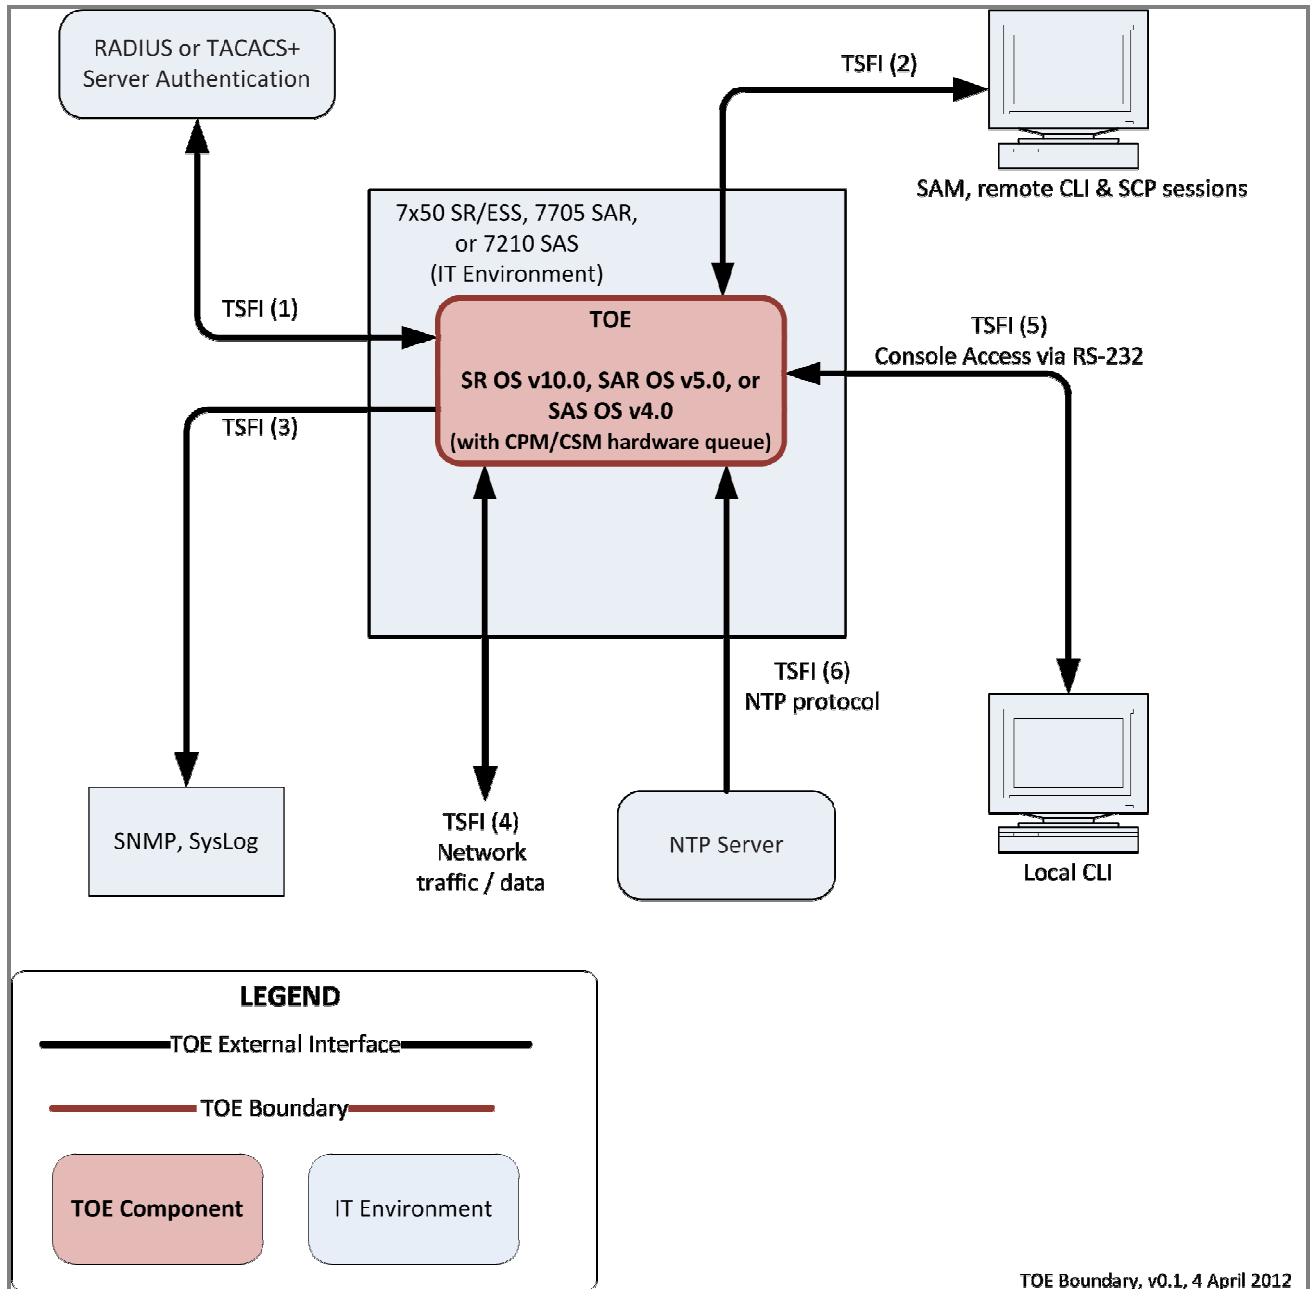 RADIUS or TACACS+
Server Authentication
TSFI (2)
SAM, remote CLI & SCP sessions
7x50 SR/ESS, 7705 SAR,
or 7210 SAS
(IT Environment)
TSFI (1)
TOE
SR OS v10.0, SAR OS v5.0, or
SAS OS v4.0
(with CPM/CSM hardware queue)
TSFI (5)
Console Access via RS-232
TSFI (3)
TSFI (6)
NTP protocol
SNMP, SysLog
TSFI (4)
Network
traffic / data
NTP Server
Local CLI
LEGEND
TOE External Interface
TOE Boundary
TOE Component
IT Environment
TOE Boundary, v0.1, 4 April 2012